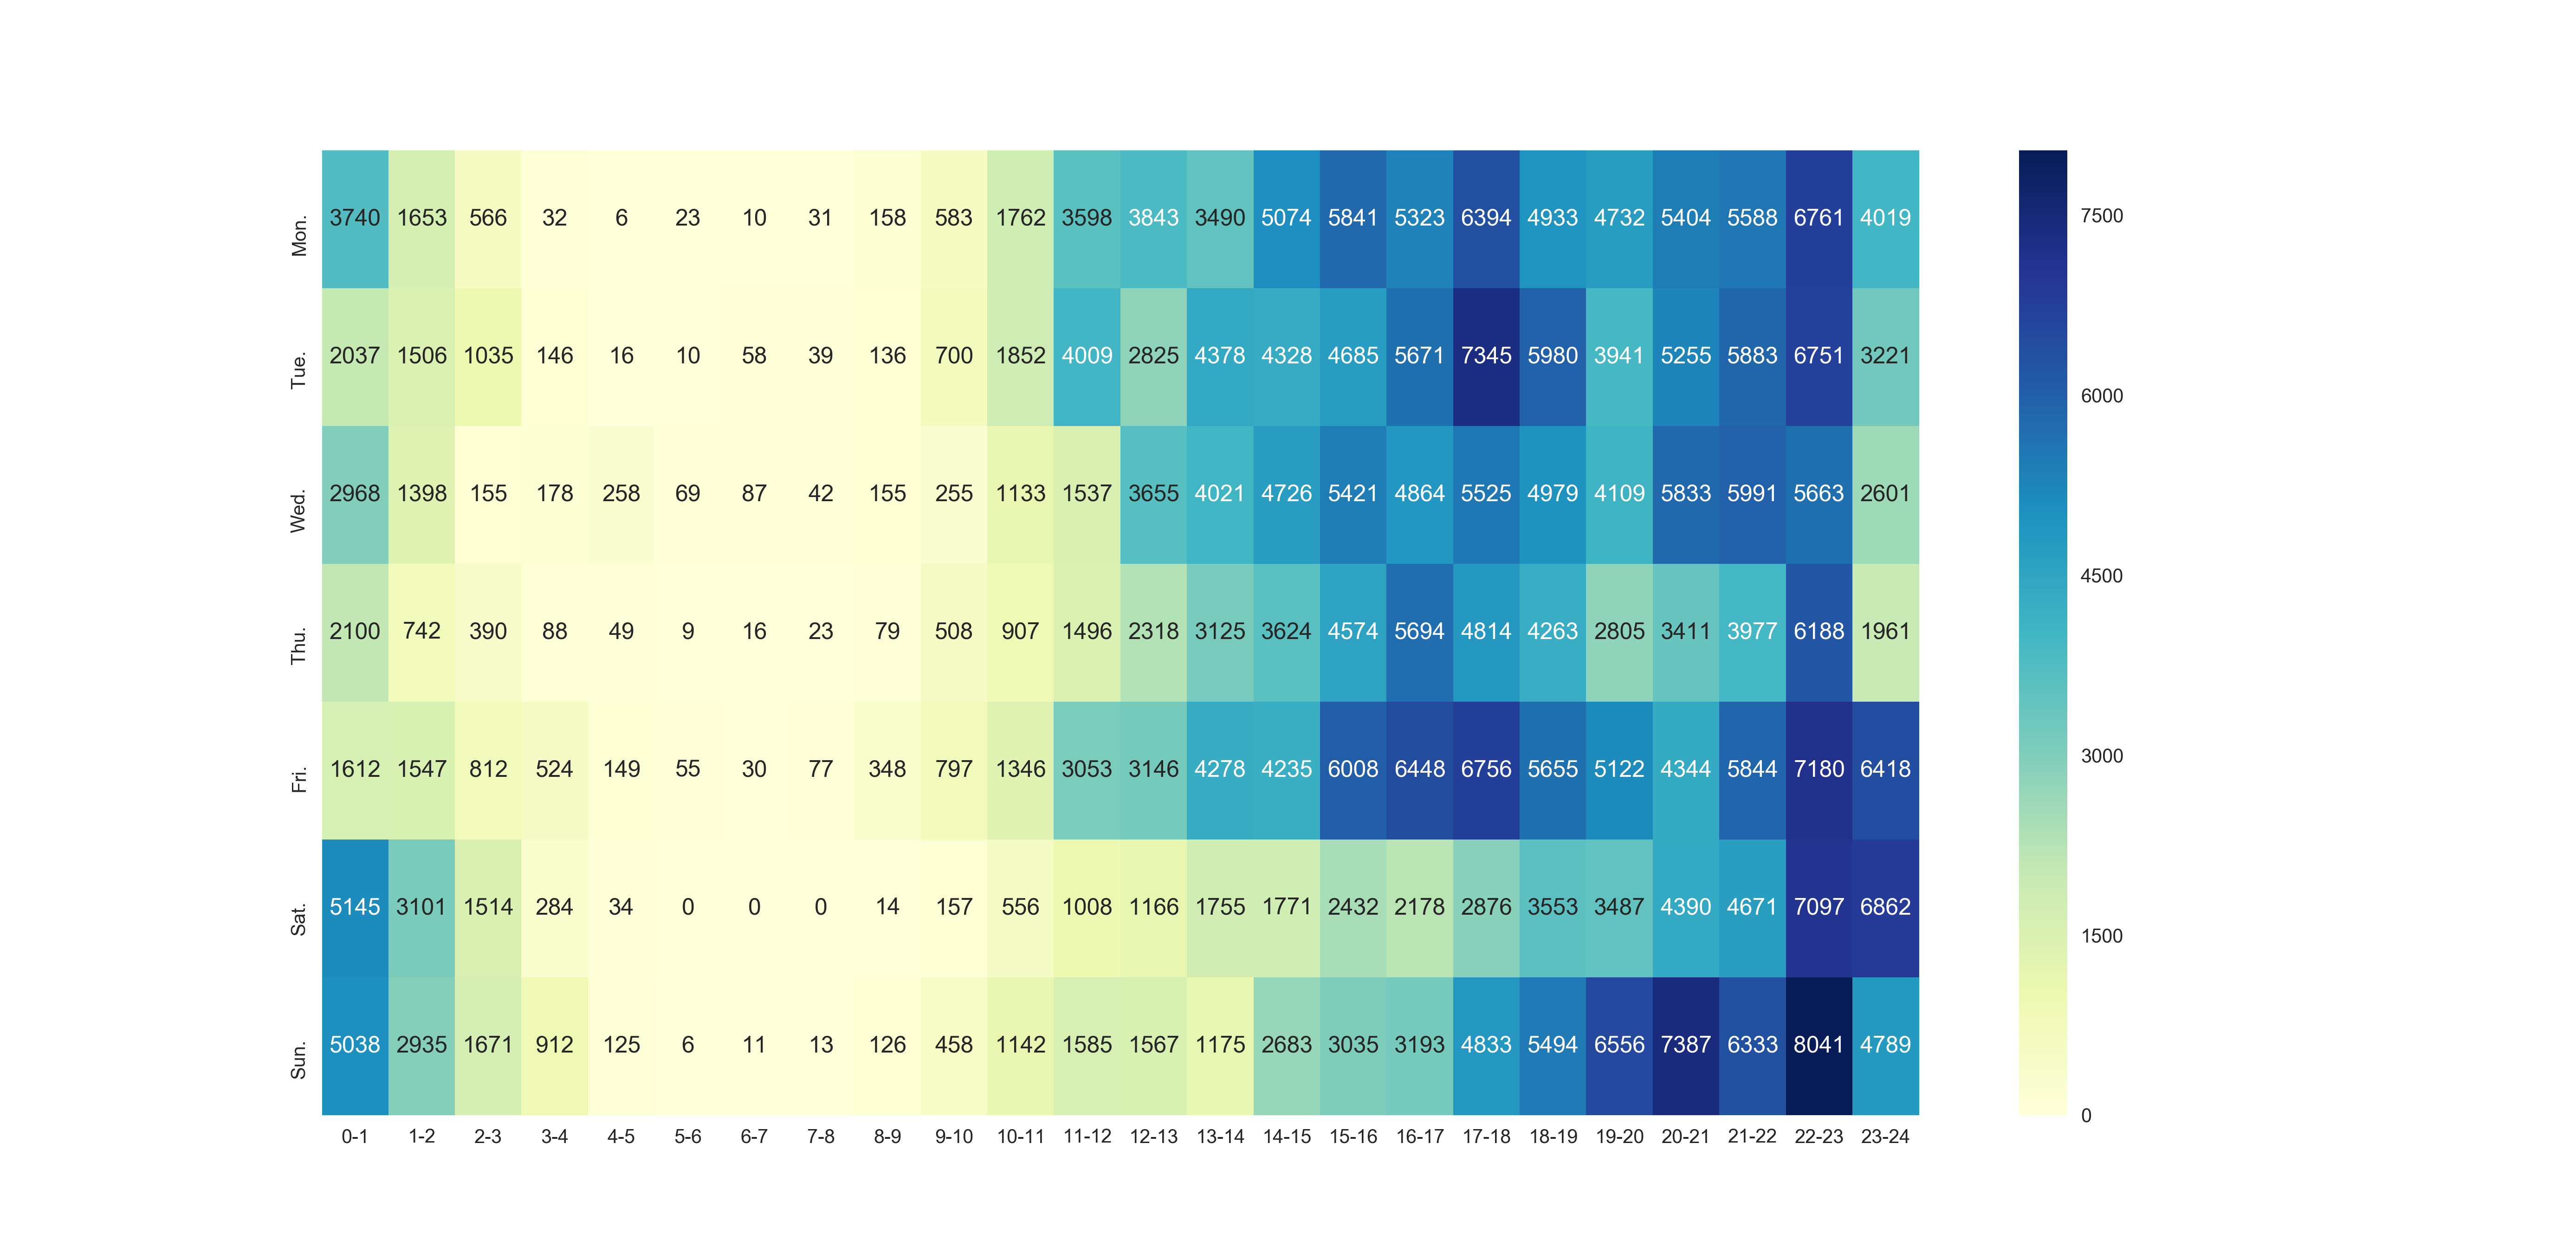 Mon. 3740 1653 566 32 6 23 10 31 158 583 1762 3598 3843 3490 5074 5841 5323 6394 4933 4732 5404 5588 6761 4019
Tue. 2037 1506 1035 146 16 10 58 39 136 700 1852 4009 2825 4378 4328 4685 5671 7345 5980 3941 5255 5883 6751 3221
Wed. 2968 1398 155 178 258 69 87 42 155 255 1133 1537 3655 4021 4726 5421 4864 5525 4979 4109 5833 5991 5663 2601
Thu. 2100 742 390 88 49 9 16 23 79 508 907 1496 2318 3125 3624 4574 5694 4814 4263 2805 3411 3977 6188 1961
Fri. 1612 1547 812 524 149 55 30 77 348 797 1346 3053 3146 4278 4235 6008 6448 6756 5655 5122 4344 5844 7180 6418
Sat. 5145 3101 1514 284 34 0 0 0 14 157 556 1008 1166 1755 1771 2432 2178 2876 3553 3487 4390 4671 7097 6862
Sun. 5038 2935 1671 912 125 6 11 13 126 458 1142 1585 1567 1175 2683 3035 3193 4833 5494 6556 7387 6333 8041 4789
0-1 1-2 2-3 3-4 4-5 5-6 6-7 7-8 8-9 9-10 10-11 11-12 12-13 13-14 14-15 15-16 16-17 17-18 18-19 19-20 20-21 21-22 22-23 23-24
7500
6000
4500
3000
1500
0